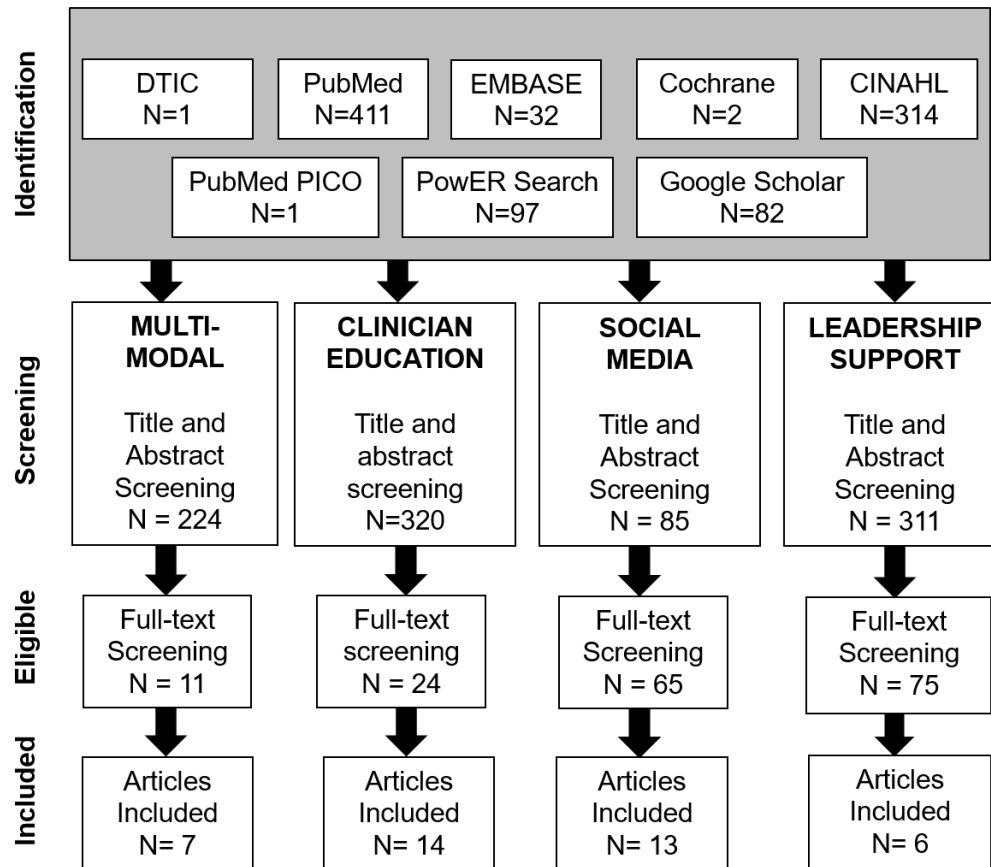 Identification
DTIC
N=1
PubMed
N=411
EMBASE
N=32
Cochrane
N=2
CINAHL
N=314
PubMed PICO
N=1
PowER Search
N=97
Google Scholar
N=82
Screening
MULTI-
MODAL
Title and
Abstract
Screening
N = 224
CLINICIAN
EDUCATION
Title and
abstract
screening
N=320
SOCIAL
MEDIA
Title and
Abstract
Screening
N = 85
LEADERSHIP
SUPPORT
Title and
Abstract
Screening
N = 311
Eligible
Full-text
Screening
N = 11
Full-text
screening
N = 24
Full-text
Screening
N = 65
Full-text
Screening
N = 75
Included
Articles
Included
N= 7
Articles
Included
N= 14
Articles
Included
N= 13
Articles
Included
N= 6